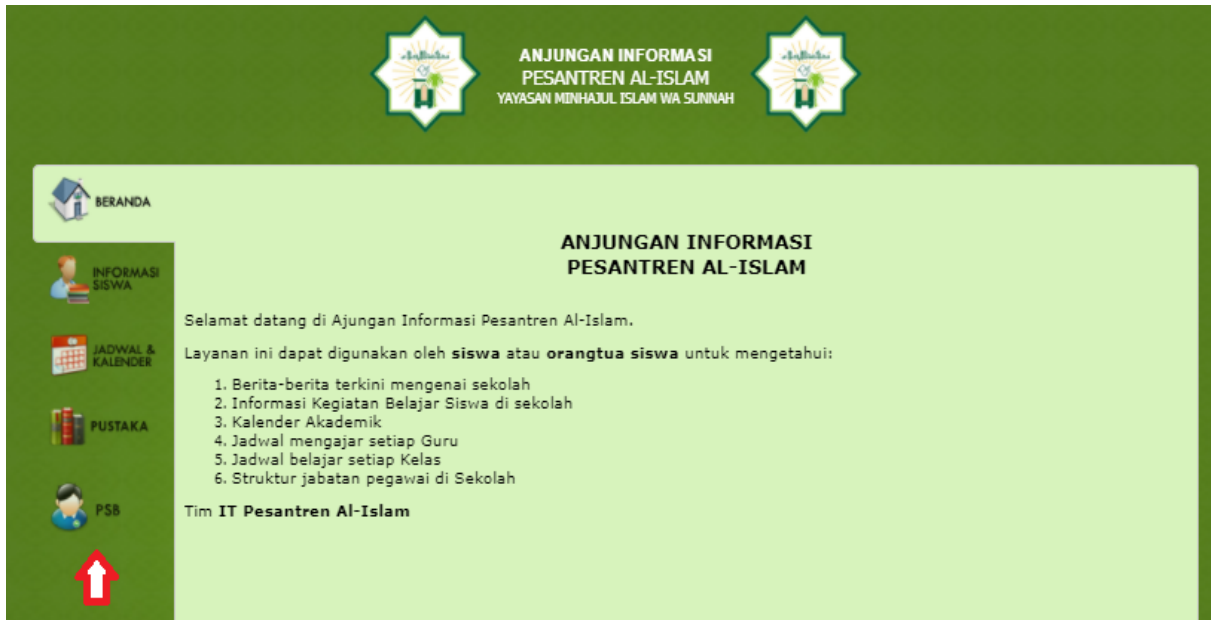 ANJUNGAN INFORMASI
PESANTREN AL-ISLAM
YAYASAN MINHAJUL ISLAM WA SUNNAH
BERANDA
INFORMASI
SISWA
JADWAL &
KALENDER
PUSTAKA
PSB
ANJUNGAN INFORMASI
PESANTREN AL-ISLAM
Selamat datang di Ajungan Informasi Pesantren Al-Islam.
Layanan ini dapat digunakan oleh siswa atau orangtua siswa untuk mengetahui:
1. Berita-berita terkini mengenai sekolah
2. Informasi Kegiatan Belajar Siswa di sekolah
3. Kalender Akademik
4. Jadwal mengajar setiap Guru
5. Jadwal belajar setiap Kelas
6. Struktur jabatan pegawai di Sekolah
Tim IT Pesantren Al-Islam